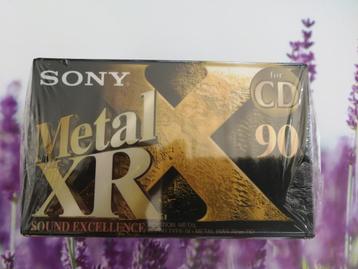 SONY
for
CD
Metal
XR
X
90
SOUND EXCELLENCE